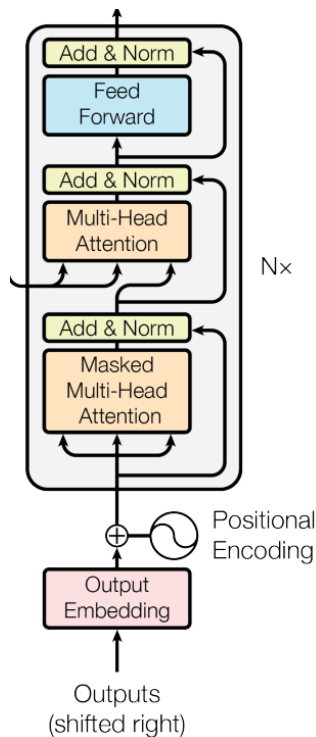 Add & Norm
Feed
Forward
Add & Norm
Multi-Head
Attention
N×
Add & Norm
Masked
Multi-Head
Attention
Positional
Encoding
Output
Embedding
Outputs
(shifted right)